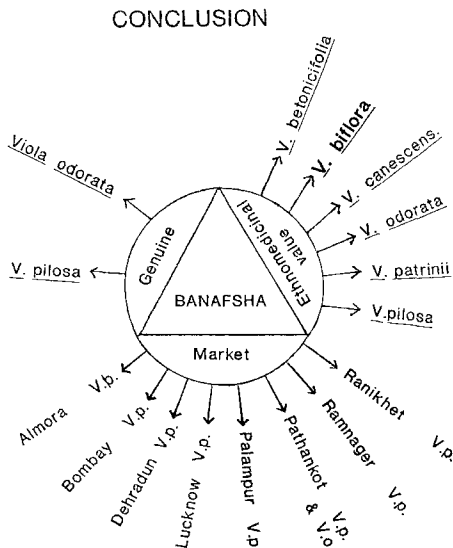 CONCLUSION
Viola odorata
V. pilosa
V. betonicifolia
V. biflora
V. canescens.
V. odorata
V. patrinii
V.pilosa
Genuine
Ethnomedicinal
value
BANAFSHA
Market
Almora V.p.
Bombay V.p.
Dehradun V.p.
Lucknow V.p.
Palampur V.p
Pathankot V.p.
& V.o
Ramnager V.p.
Ranikhet V.p.